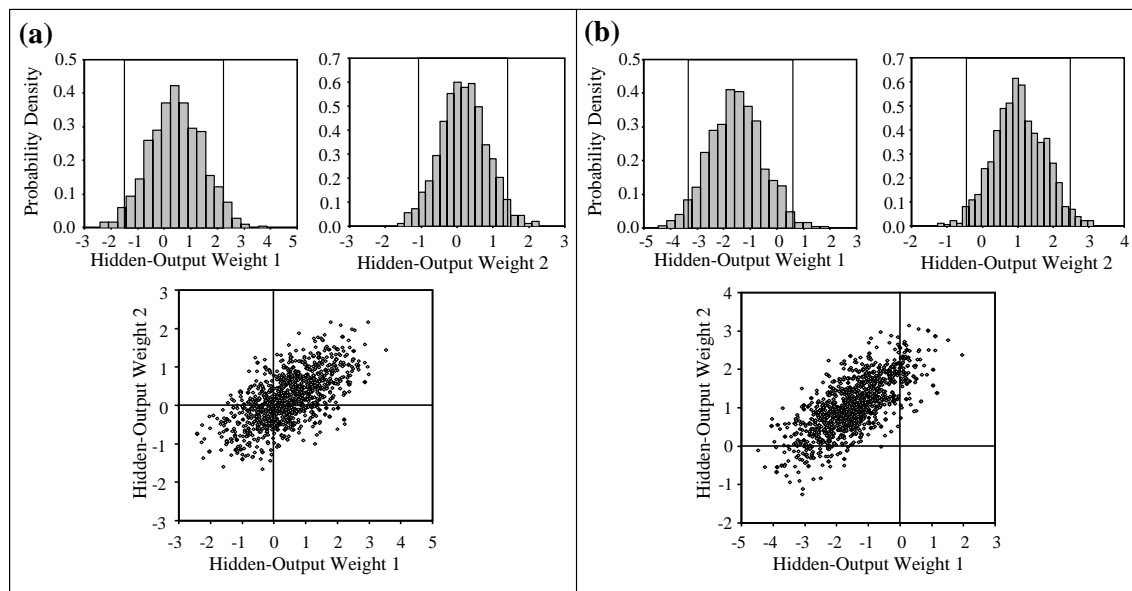 (a)
0.5
0.4
0.3
0.2
0.1
0.0
Probability Density
-3 -2 -1 0 1 2 3 4 5
Hidden-Output Weight 1
0.7
0.6
0.5
0.4
0.3
0.2
0.1
0.0
-3 -2 -1 0 1 2 3
Hidden-Output Weight 2
3
2
1
0
-1
-2
-3
Hidden-Output Weight 2
-3 -2 -1 0 1 2 3 4 5
Hidden-Output Weight 1
(b)
0.5
0.4
0.3
0.2
0.1
0.0
Probability Density
-5 -4 -3 -2 -1 0 1 2 3
Hidden-Output Weight 1
0.7
0.6
0.5
0.4
0.3
0.2
0.1
0.0
-2 -1 0 1 2 3 4
Hidden-Output Weight 2
4
3
2
1
0
-1
-2
Hidden-Output Weight 2
-5 -4 -3 -2 -1 0 1 2 3
Hidden-Output Weight 1